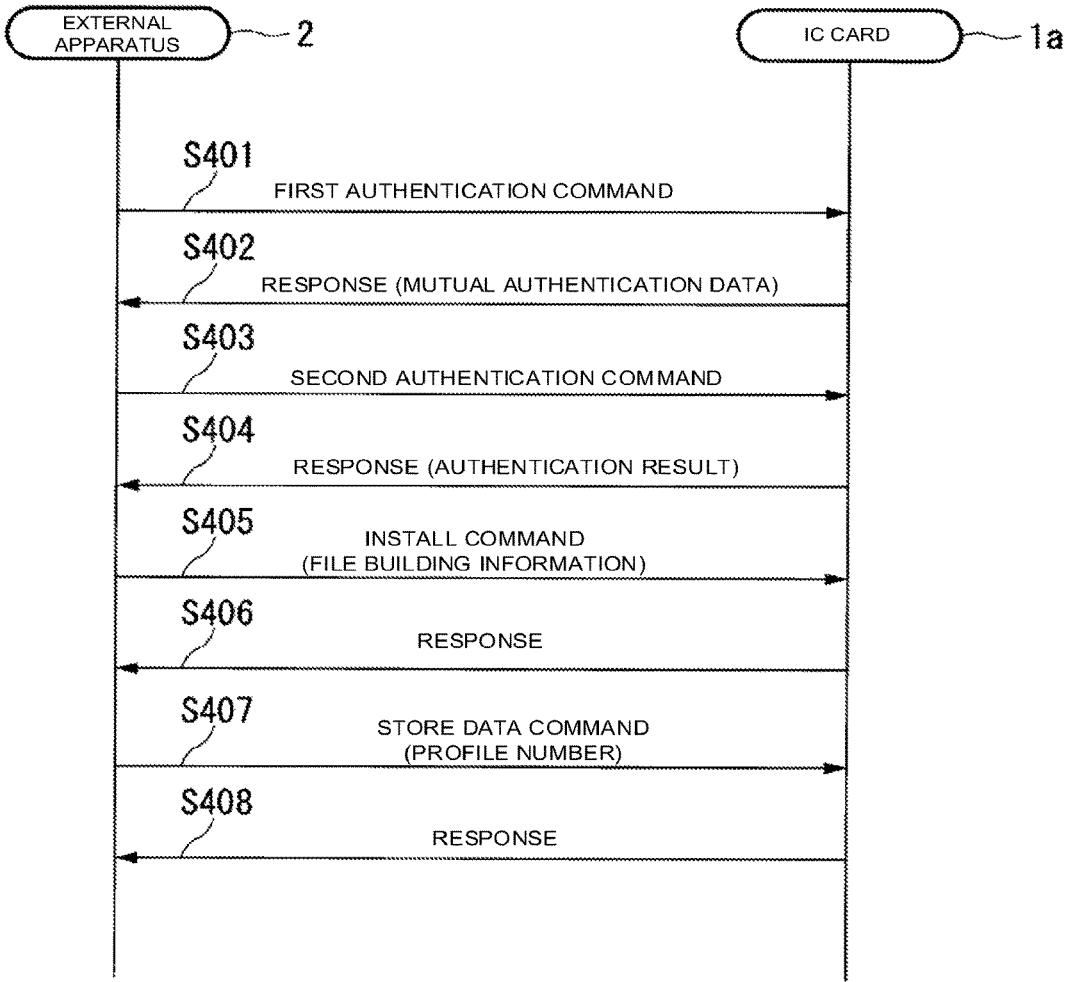 EXTERNAL
APPARATUS
2
IC CARD
1a
S401
FIRST AUTHENTICATION COMMAND
S402
RESPONSE (MUTUAL AUTHENTICATION DATA)
S403
SECOND AUTHENTICATION COMMAND
S404
RESPONSE (AUTHENTICATION RESULT)
S405
INSTALL COMMAND
(FILE BUILDING INFORMATION)
S406
RESPONSE
S407
STORE DATA COMMAND
(PROFILE NUMBER)
S408
RESPONSE